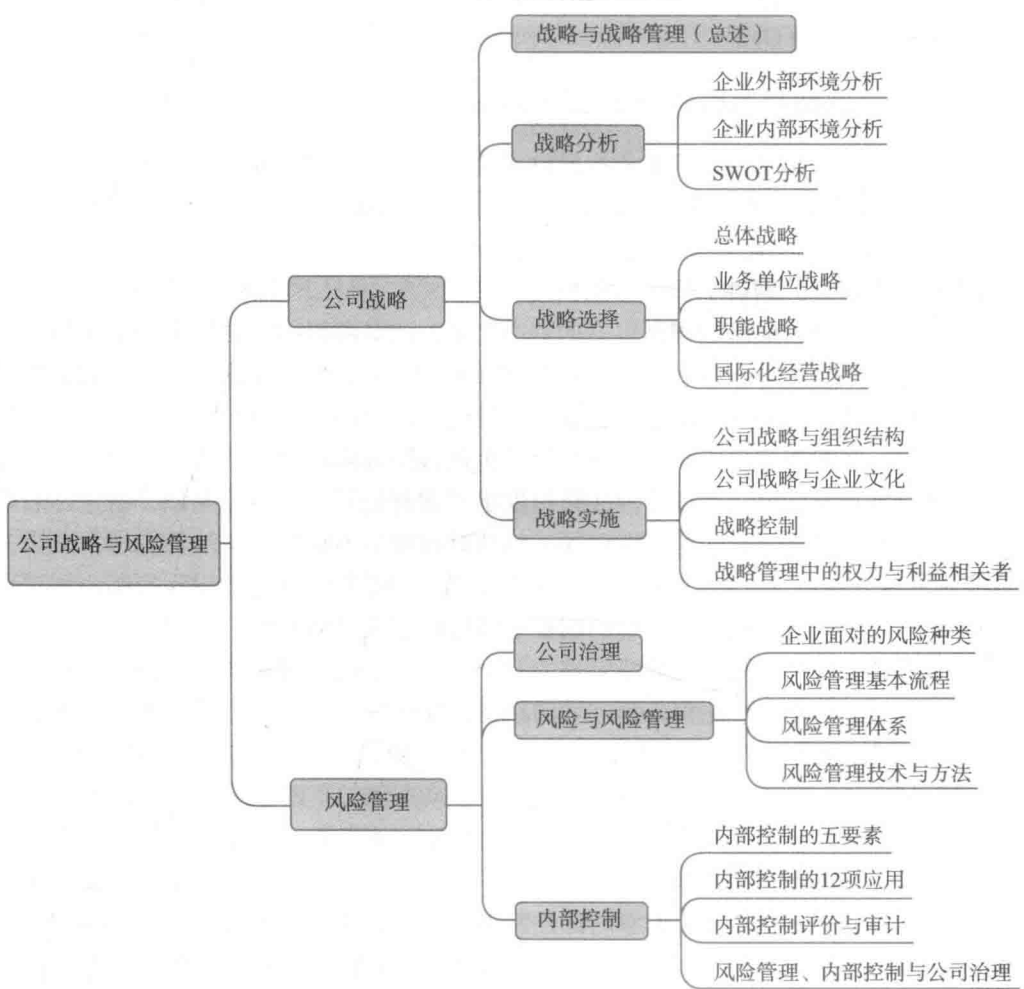 战略与战略管理（总述）
企业外部环境分析
企业内部环境分析
战略分析
SWOT分析
总体战略
业务单位战略
公司战略
战略选择
职能战略
国际化经营战略
公司战略与组织结构
公司战略与企业文化
战略实施
战略控制
公司战略与风险管理
战略管理中的权力与利益相关者
公司治理
企业面对的风险种类
风险管理基本流程
风险与风险管理
风险管理体系
风险管理技术与方法
风险管理
内部控制的五要素
内部控制的12项应用
内部控制
内部控制评价与审计
风险管理、内部控制与公司治理